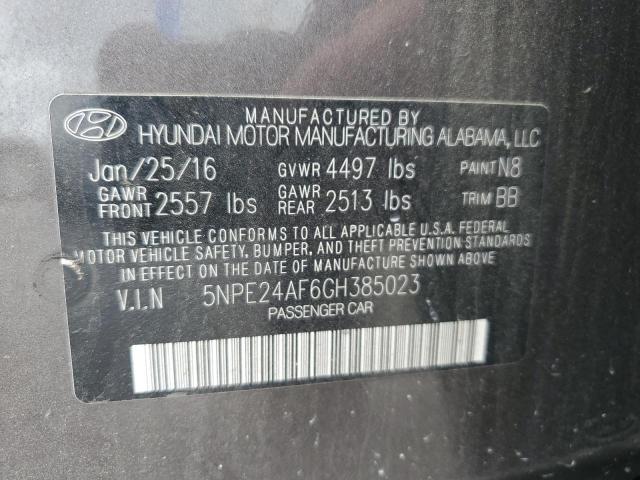 MANUFACTURED BY
HYUNDAI MOTOR MANUFACTURING ALABAMA, LLC
Jan/25/16 GVWR 4497 lbs PAINT N8
GAWR FRONT 2557 lbs GAWR REAR 2513 lbs TRIM BB
THIS VEHICLE CONFORMS TO ALL APPLICABLE U.S.A. FEDERAL
MOTOR VEHICLE SAFETY, BUMPER, AND THEFT PREVENTION STANDARDS
IN EFFECT ON THE DATE OF MANUFACTURE SHOWN ABOVE.
V.I.N 5NPE24AF6GH385023
PASSENGER CAR